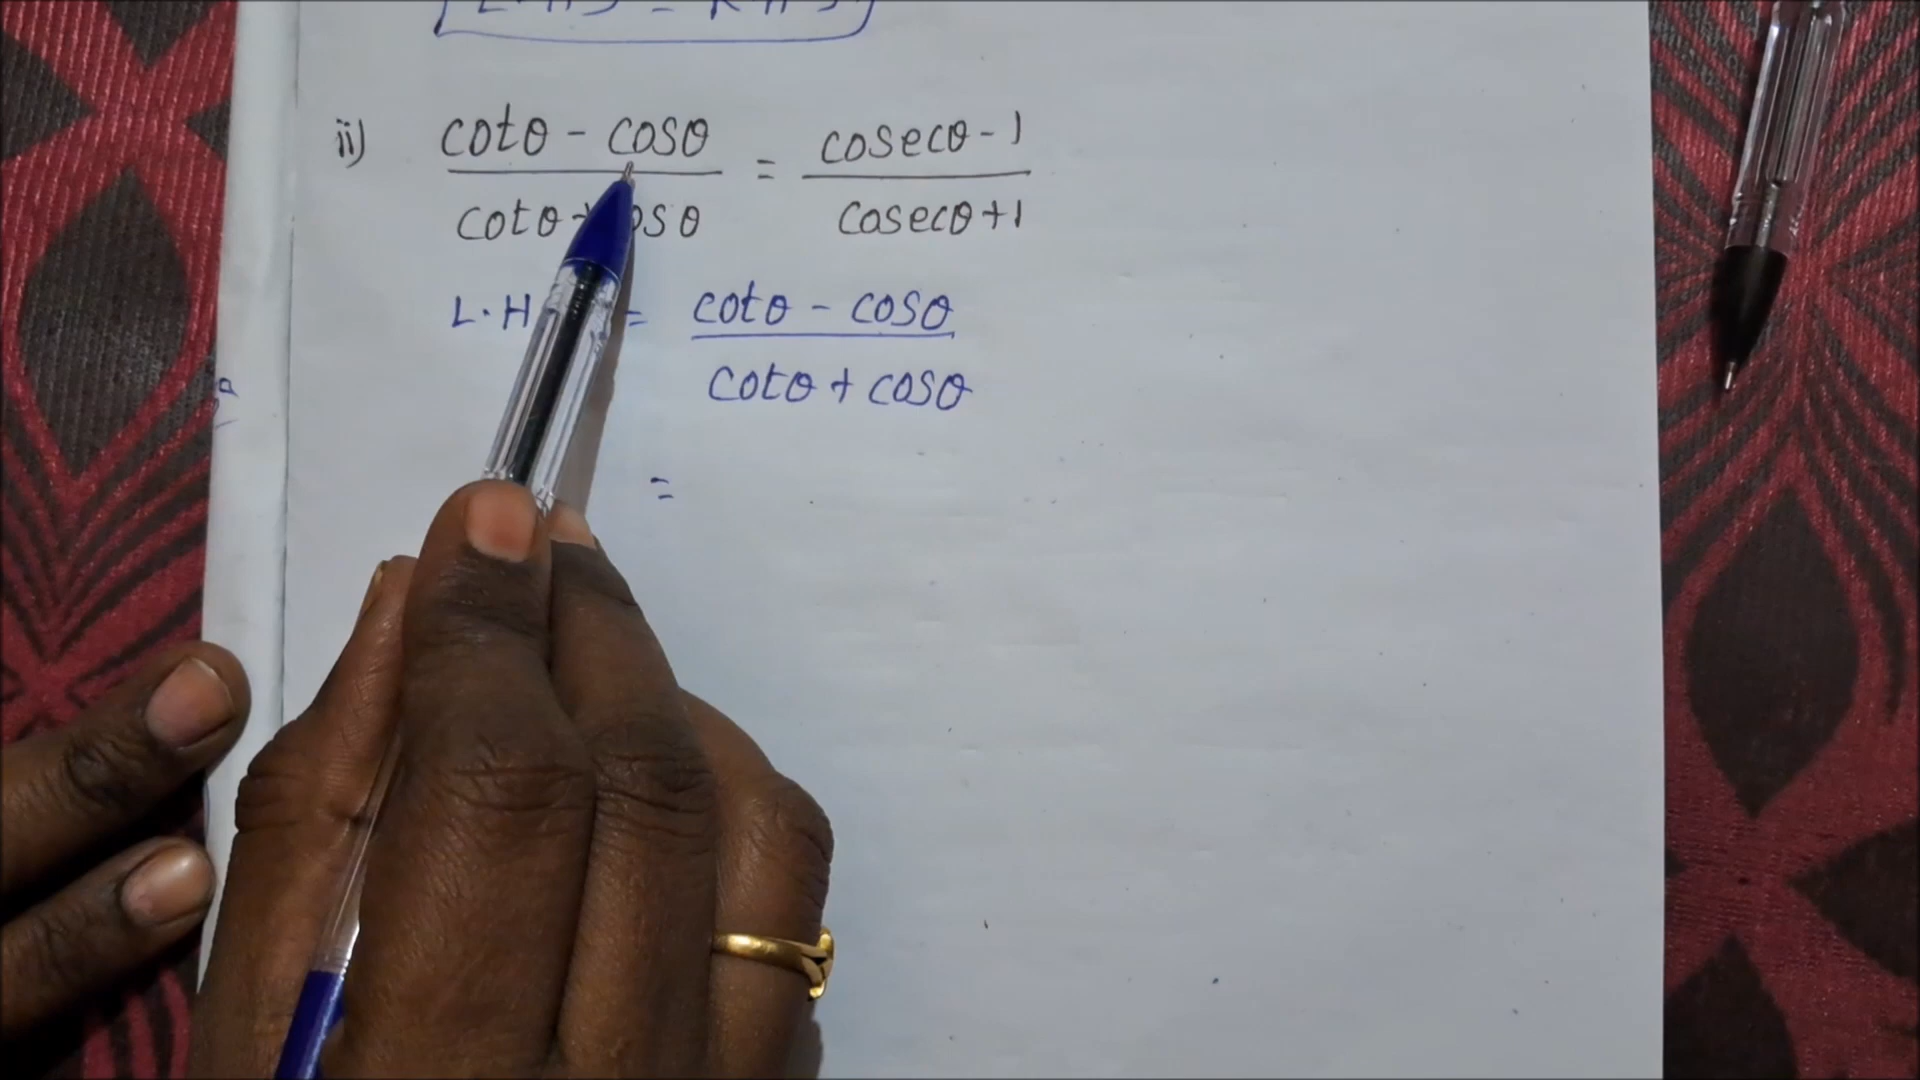 ii) cotθ - cosθ / cotθ + cosθ = cosecθ - 1 / cosecθ + 1
L.H = cotθ - cosθ / cotθ + cosθ
=